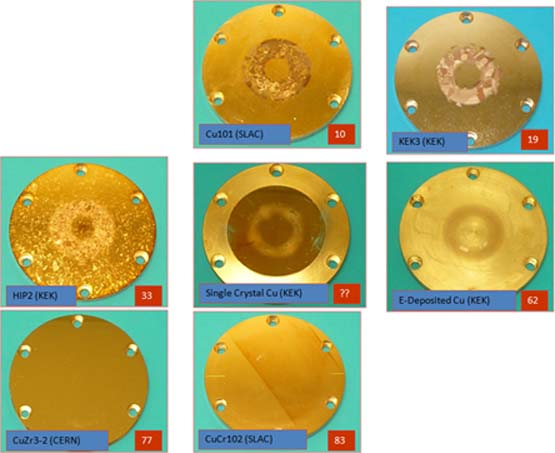 Cu101 (SLAC) 10
KEK3 (KEK) 19
HIP2 (KEK) 33
Single Crystal Cu (KEK) ??
E-Deposited Cu (KEK) 62
CuZr3-2 (CERN) 77
CuCr102 (SLAC) 83